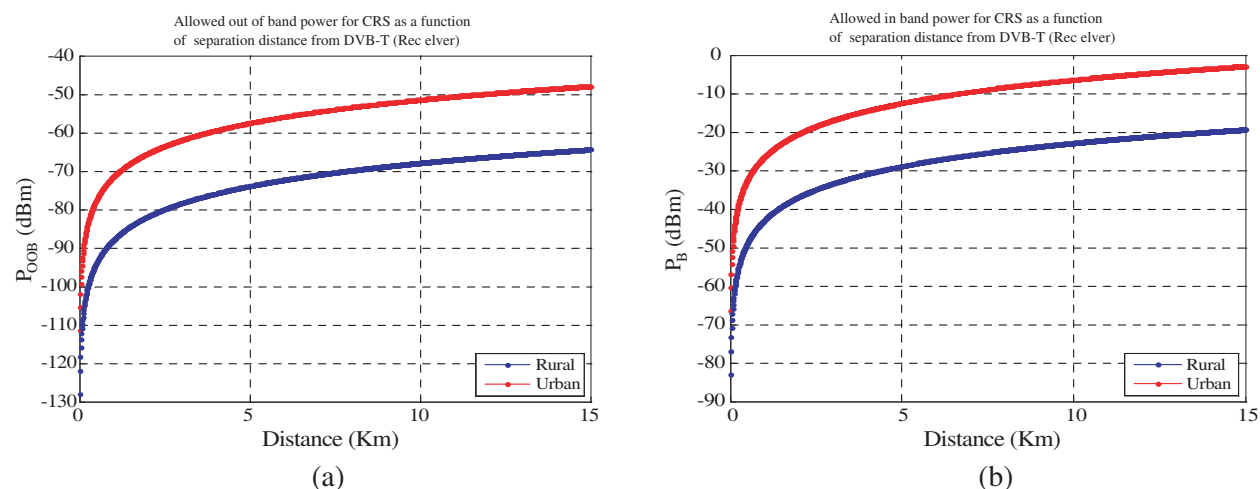 Allowed out of band power for CRS as a function
of separation distance from DVB-T (Rec elver)
-40
-50
-60
-70
-80
-90
-100
-110
-120
-130
P_OOB (dBm)
0 5 10 15
Distance (Km)
Rural
Urban
(a)
Allowed in band power for CRS as a function
of separation distance from DVB-T (Rec elver)
0
-10
-20
-30
-40
-50
-60
-70
-80
-90
P_B (dBm)
0 5 10 15
Distance (Km)
Rural
Urban
(b)